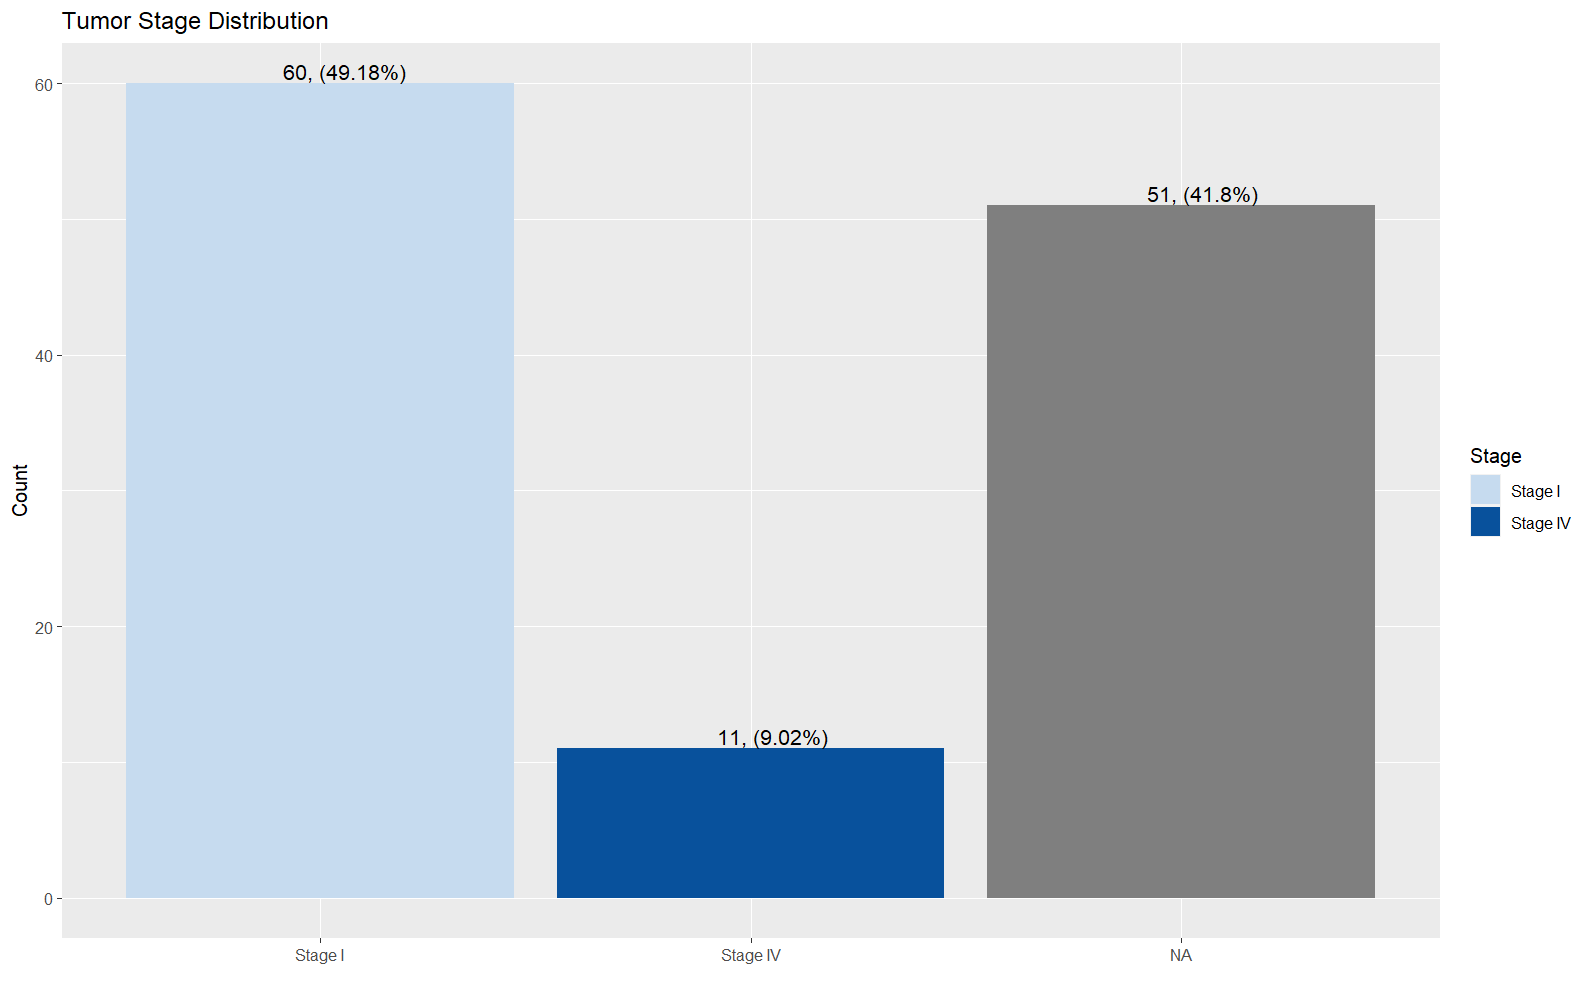 Tumor Stage Distribution
60, (49.18%)
51, (41.8%)
11, (9.02%)
60
40
20
0
Count
Stage I
Stage IV
NA
Stage
Stage I
Stage IV